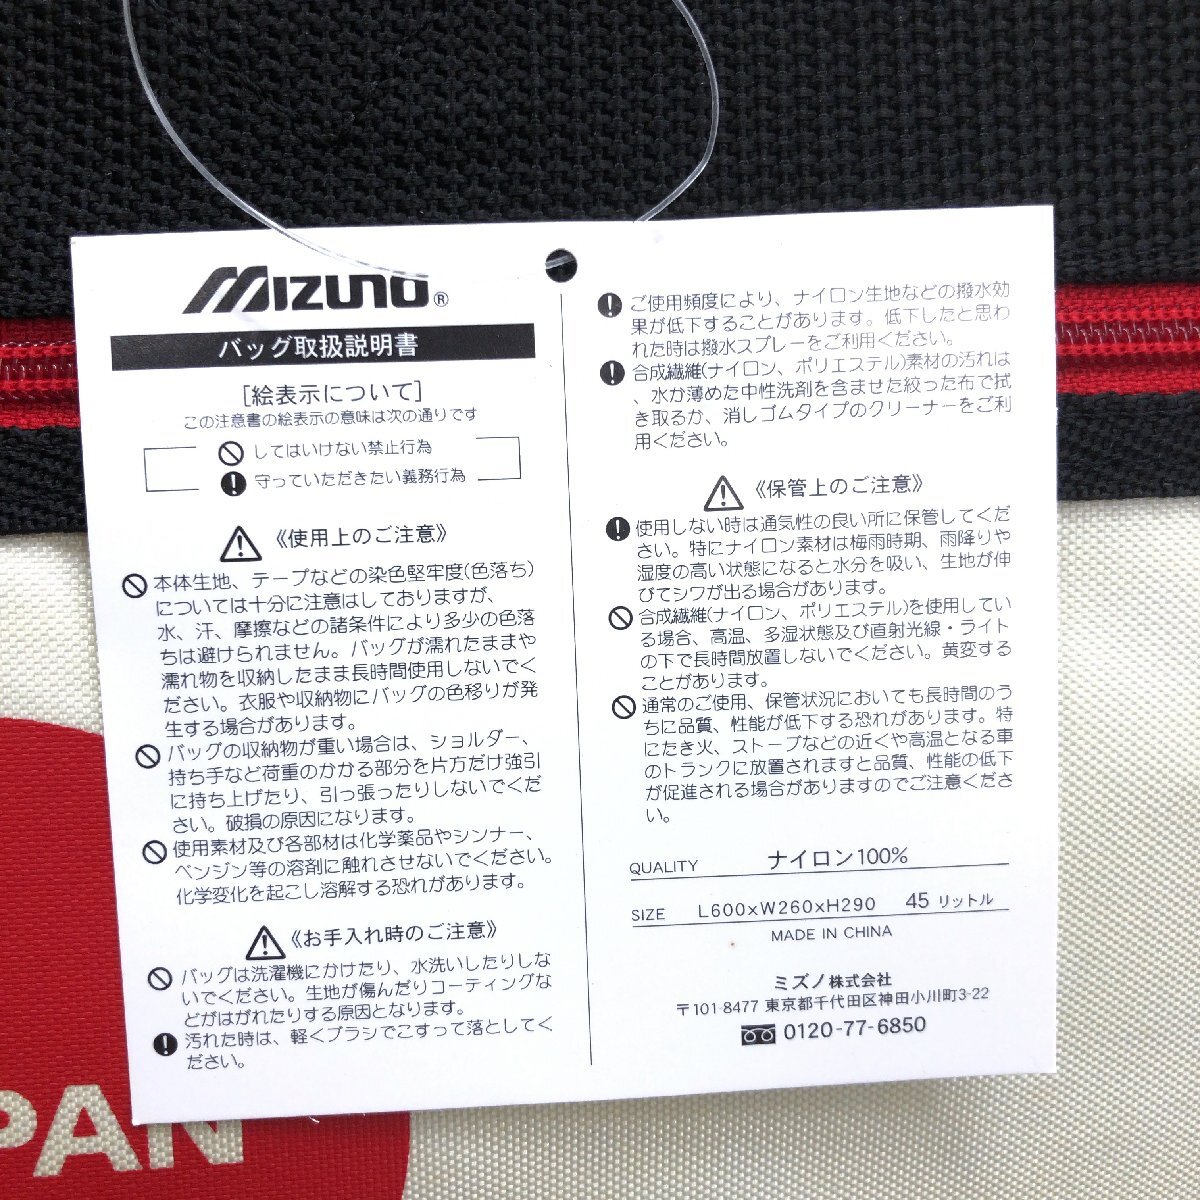 MIZUNO®
バッグ取扱説明書
[絵表示について]
この注意書の絵表示の意味は次の通りです
してはいけない禁止行為
守っていただきたい義務行為
《使用上のご注意》
本体生地、テープなどの染色堅牢度(色落ち)
については十分に注意はしておりますが、
水、汗、摩擦などの諸条件により多少の色落
ちは避けられません。バッグが濡れたままや
濡れ物を収納したまま長時間使用しないでく
ださい。衣服や収納物にバッグの色移りが発
生する場合があります。
バッグの収納物が重い場合は、ショルダー、
持ち手など荷重のかかる部分を片方だけ強引
に持ち上げたり、引っ張ったりしないでくだ
さい。破損の原因になります。
使用素材及び各部材は化学薬品やシンナー、
ベンジン等の溶剤に触れさせないでください。
化学変化を起こし溶解する恐れがあります。
《お手入れ時のご注意》
バッグは洗濯機にかけたり、水洗いしたりしな
いでください。生地が傷んだりコーティングな
どがはがれたりする原因となります。
汚れた時は、軽くブラシでこすって落としてく
ださい。
ご使用頻度により、ナイロン生地などの撥水効
果が低下することがあります。低下したと思わ
れた時は撥水スプレーをご利用ください。
合成繊維(ナイロン、ポリエステル)素材の汚れは
、水か薄めた中性洗剤を含ませた絞った布で拭
き取るか、消しゴムタイプのクリーナーをご利
用ください。
《保管上のご注意》
使用しない時は通気性の良い所に保管してくだ
さい。特にナイロン素材は梅雨時期、雨降りや
湿度の高い状態になると水分を吸い、生地が伸
びてシワが出る場合があります。
合成繊維(ナイロン、ポリエステル)を使用してい
る場合、高温、多湿状態及び直射光線・ライト
の下で長時間放置しないでください。黄変する
ことがあります。
通常のご使用、保管状況においても長時間のう
ちに品質、性能が低下する恐れがあります。特
にたき火、ストーブなどの近くや高温となる車
のトランクに放置されますと品質、性能の低下
が促進される場合がありますのでご注意くださ
い。
QUALITY ナイロン100%
SIZE L600xW260xH290 45 リットル
MADE IN CHINA
ミズノ株式会社
〒101-8477 東京都千代田区神田小川町3-22
0120-77-6850
PAN